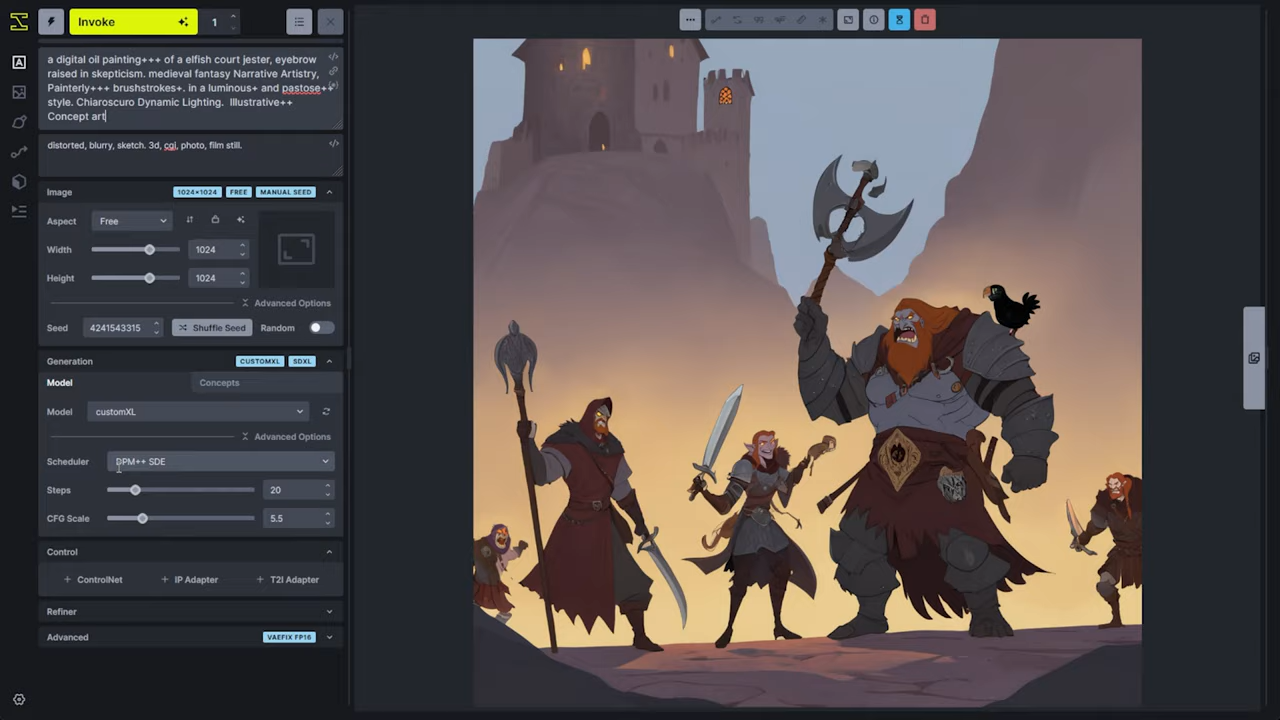 Invoke
1
a digital oil painting+++ of a elfish court jester, eyebrow
raised in skepticism. medieval fantasy Narrative Artistry,
Painterly+++ brushstrokes+. in a luminous+ and pastose++
style. Chiaroscuro Dynamic Lighting.  Illustrative++
Concept art
distorted, blurry, sketch. 3d, cgi, photo, film still.
Image
1024×1024
FREE
MANUAL SEED
Aspect
Free
Width
1024
Height
1024
Advanced Options
Seed
4241543315
Shuffle Seed
Random
Generation
CUSTOMXL
SDXL
Model
Concepts
Model
customXL
Advanced Options
Scheduler
DPM++ SDE
Steps
20
CFG Scale
5.5
Control
+ ControlNet
+ IP Adapter
+ T2I Adapter
Refiner
Advanced
VAEFIX FP16